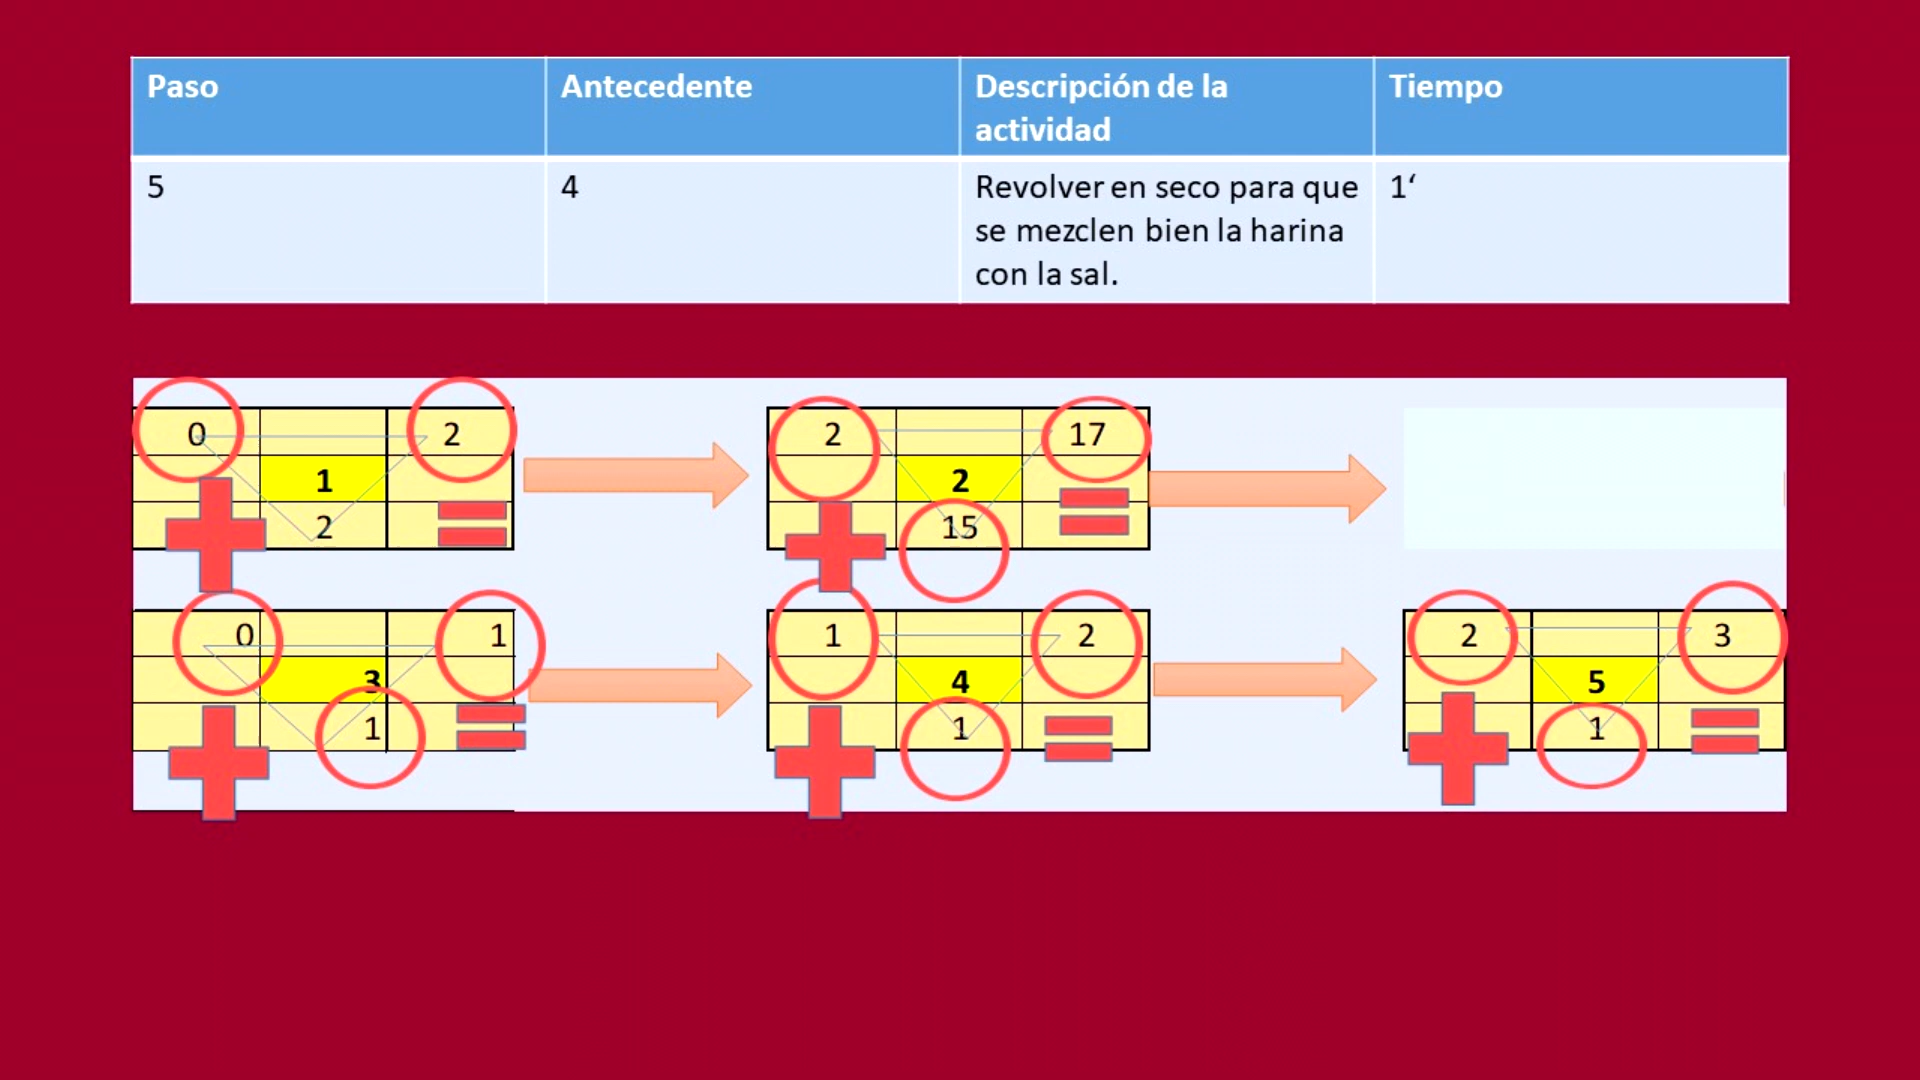 Paso Antecedente Descripción de la actividad Tiempo
5 4 Revolver en seco para que 1‘
se mezclen bien la harina
con la sal.
0 2 2 17
1 2
2 15
0 1 1 2 2 3
3 4 5
1 1 1